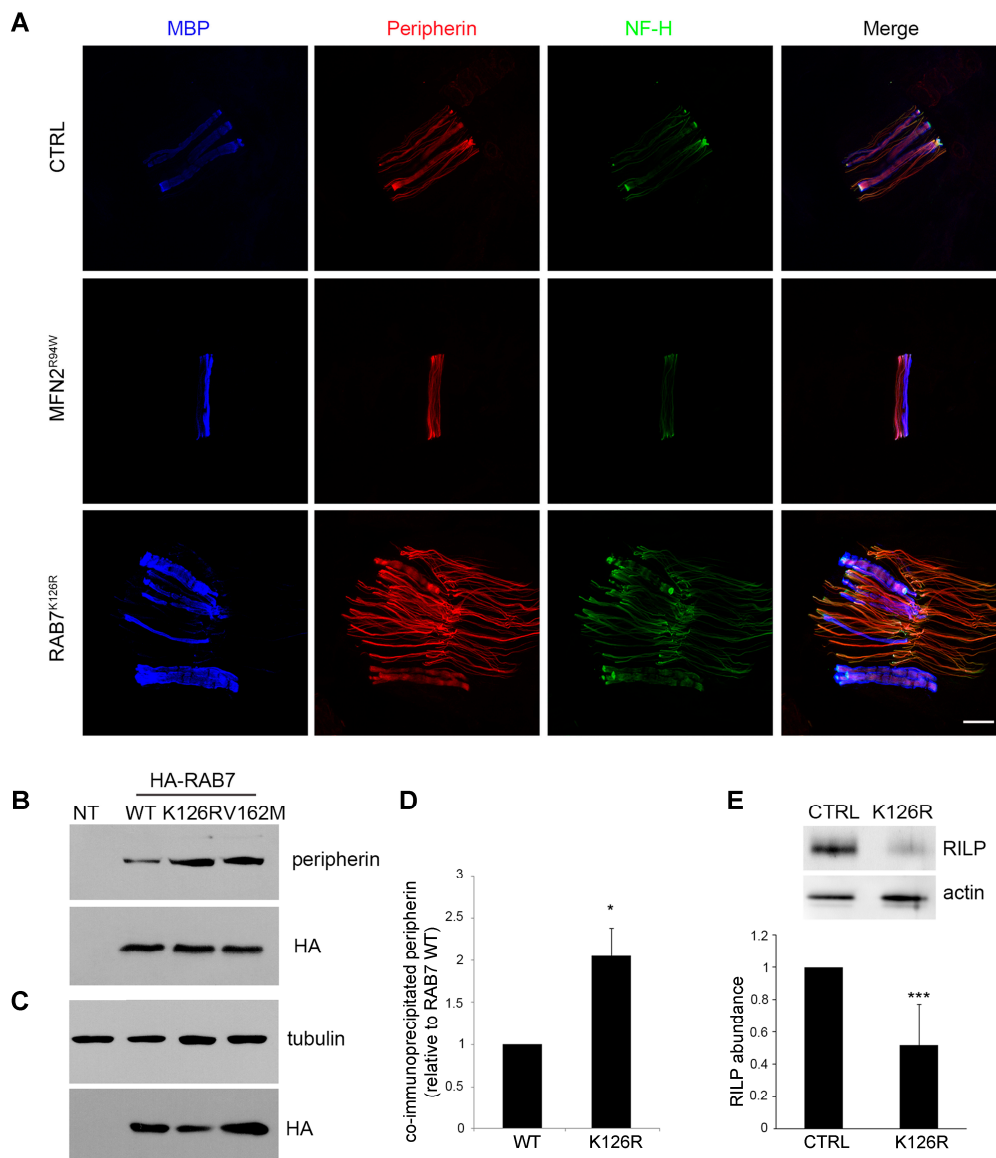 A
MBP Peripherin NF-H Merge
CTRL
MFN2R94W
RAB7K126R
B
HA-RAB7
NT WT K126R V162M
peripherin
HA
C
tubulin
HA
D
co-immunoprecipitated peripherin
(relative to RAB7 WT)
3
2.5
2
1.5
1
0.5
0
*
WT K126R
E
CTRL K126R
RILP
actin
RILP abundance
1.2
1
0.8
0.6
0.4
0.2
0
***
CTRL K126R